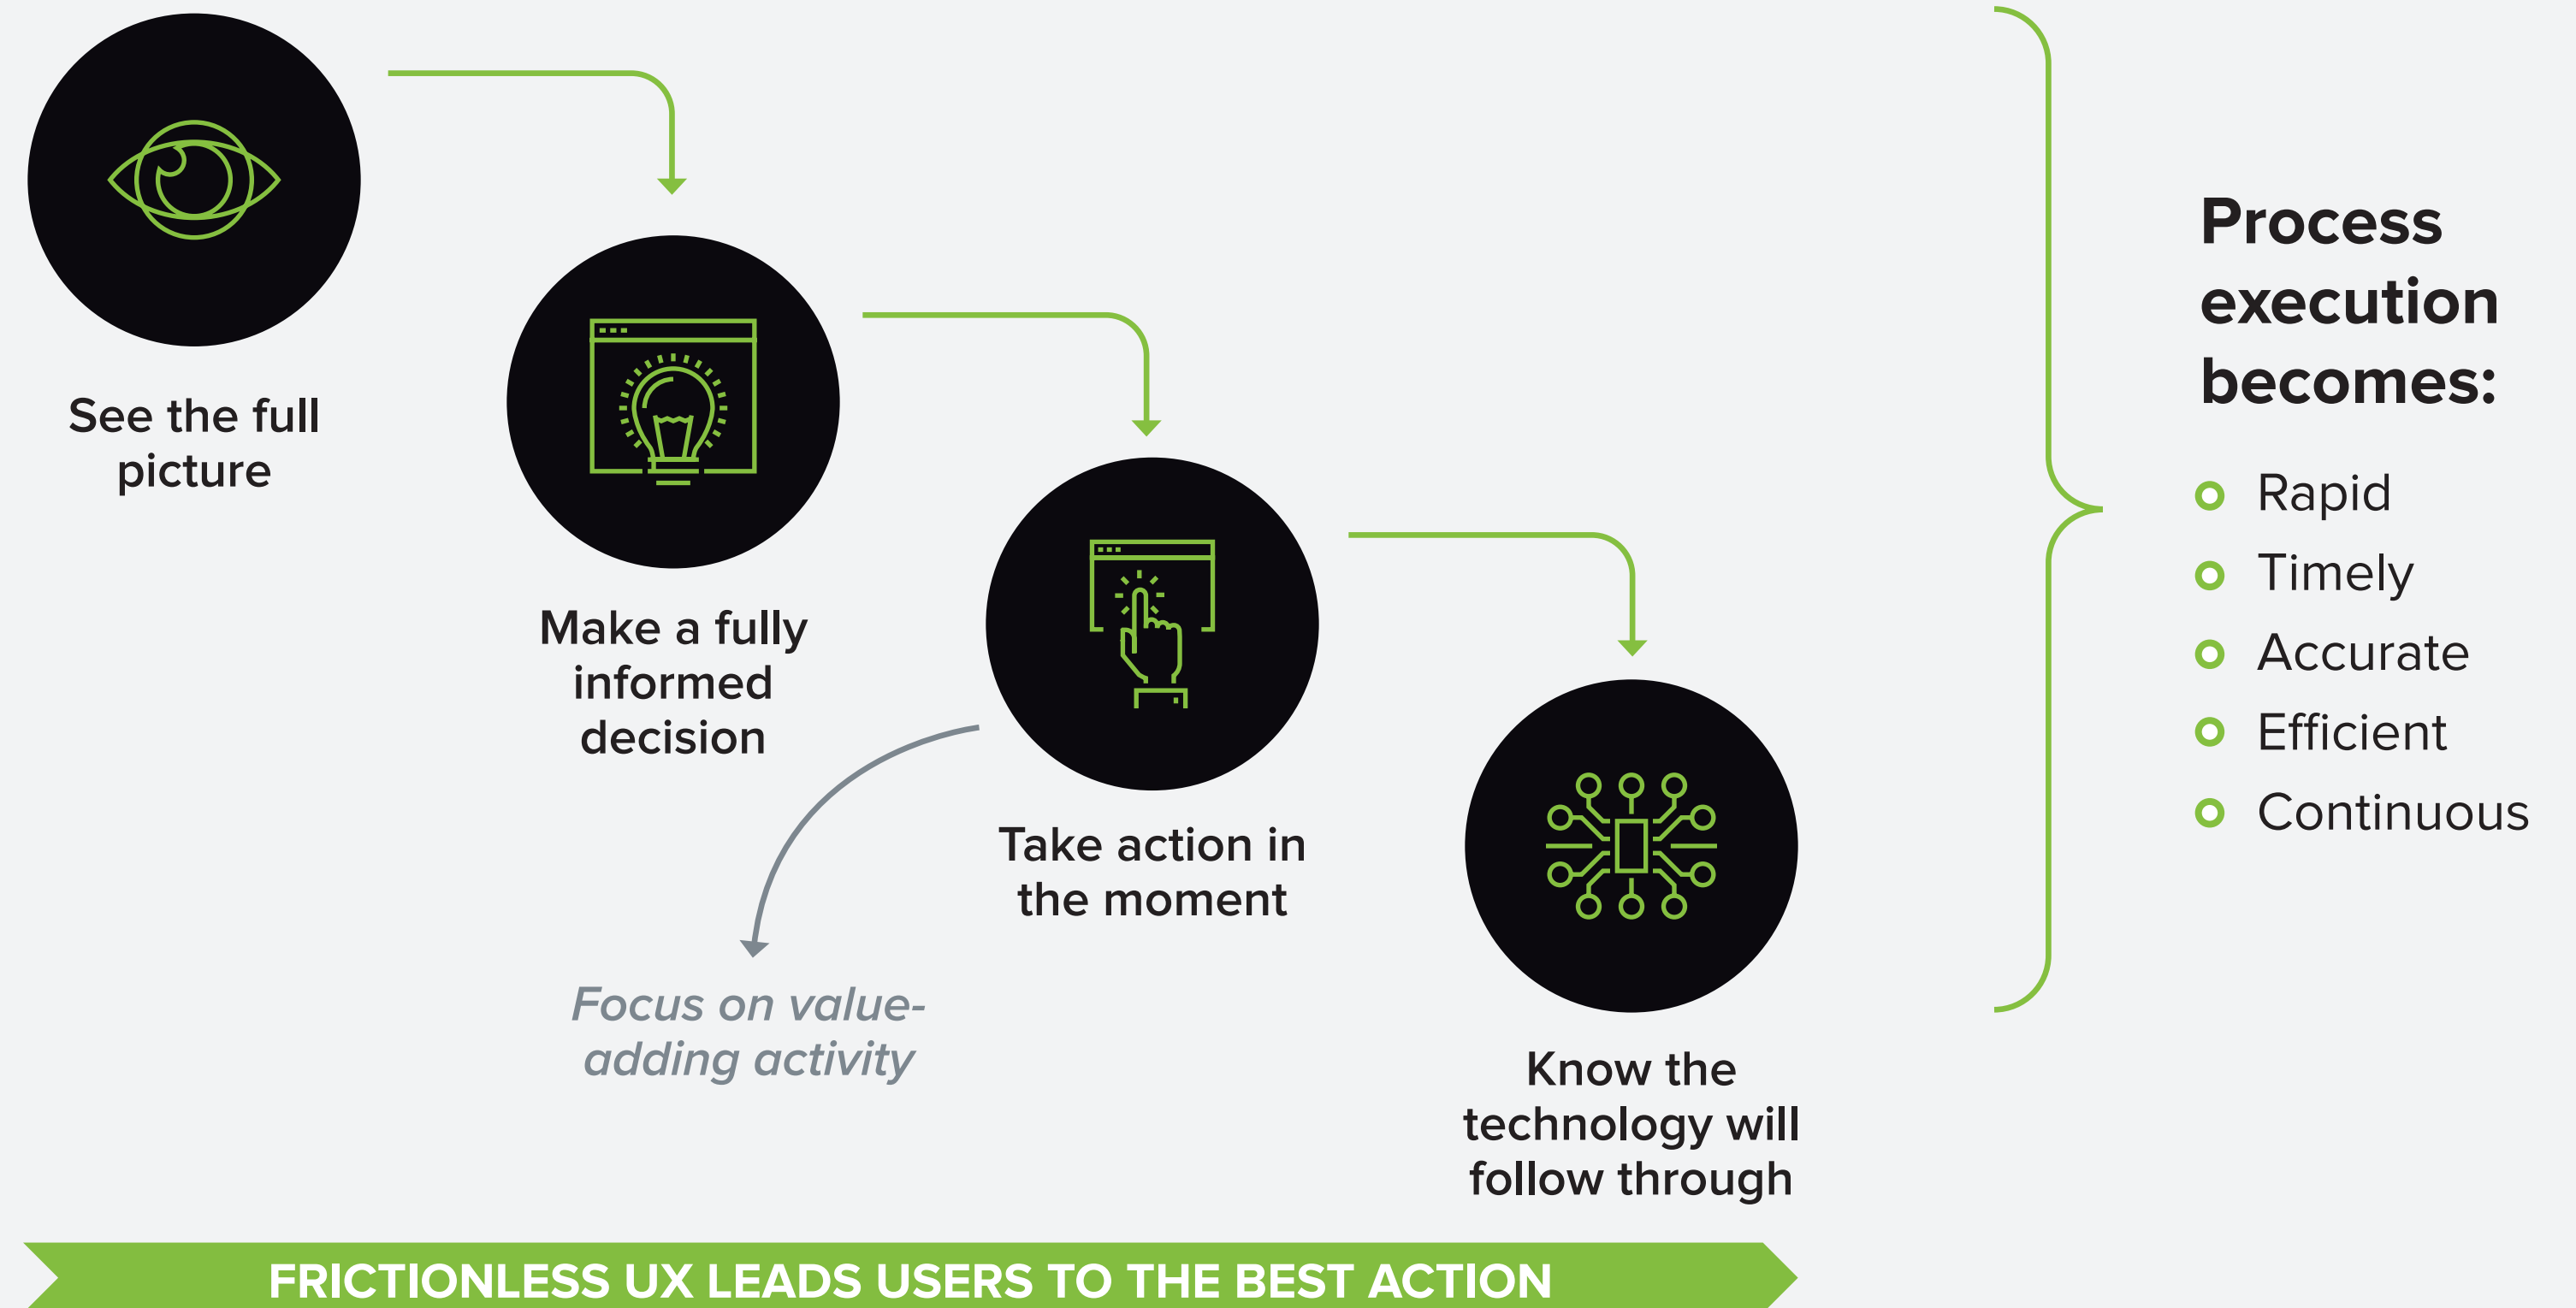 See the full
picture
Make a fully
informed
decision
Take action in
the moment
Focus on value-
adding activity
Know the
technology will
follow through
FRICTIONLESS UX LEADS USERS TO THE BEST ACTION
Process
execution
becomes:
Rapid
Timely
Accurate
Efficient
Continuous